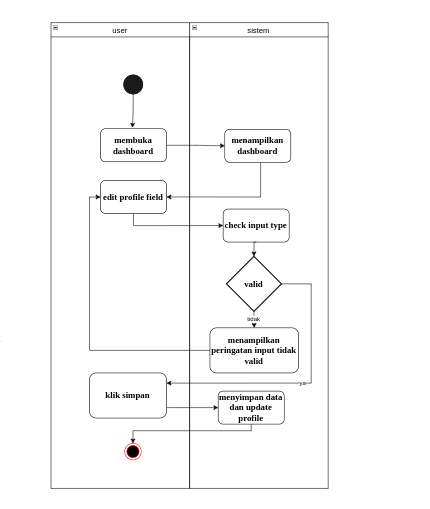 user
sistem
membuka
dashboard
menampilkan
dashboard
edit profile field
check input type
valid
tidak
menampilkan
peringatan input tidak
valid
ya
klik simpan
menyimpan data
dan update
profile